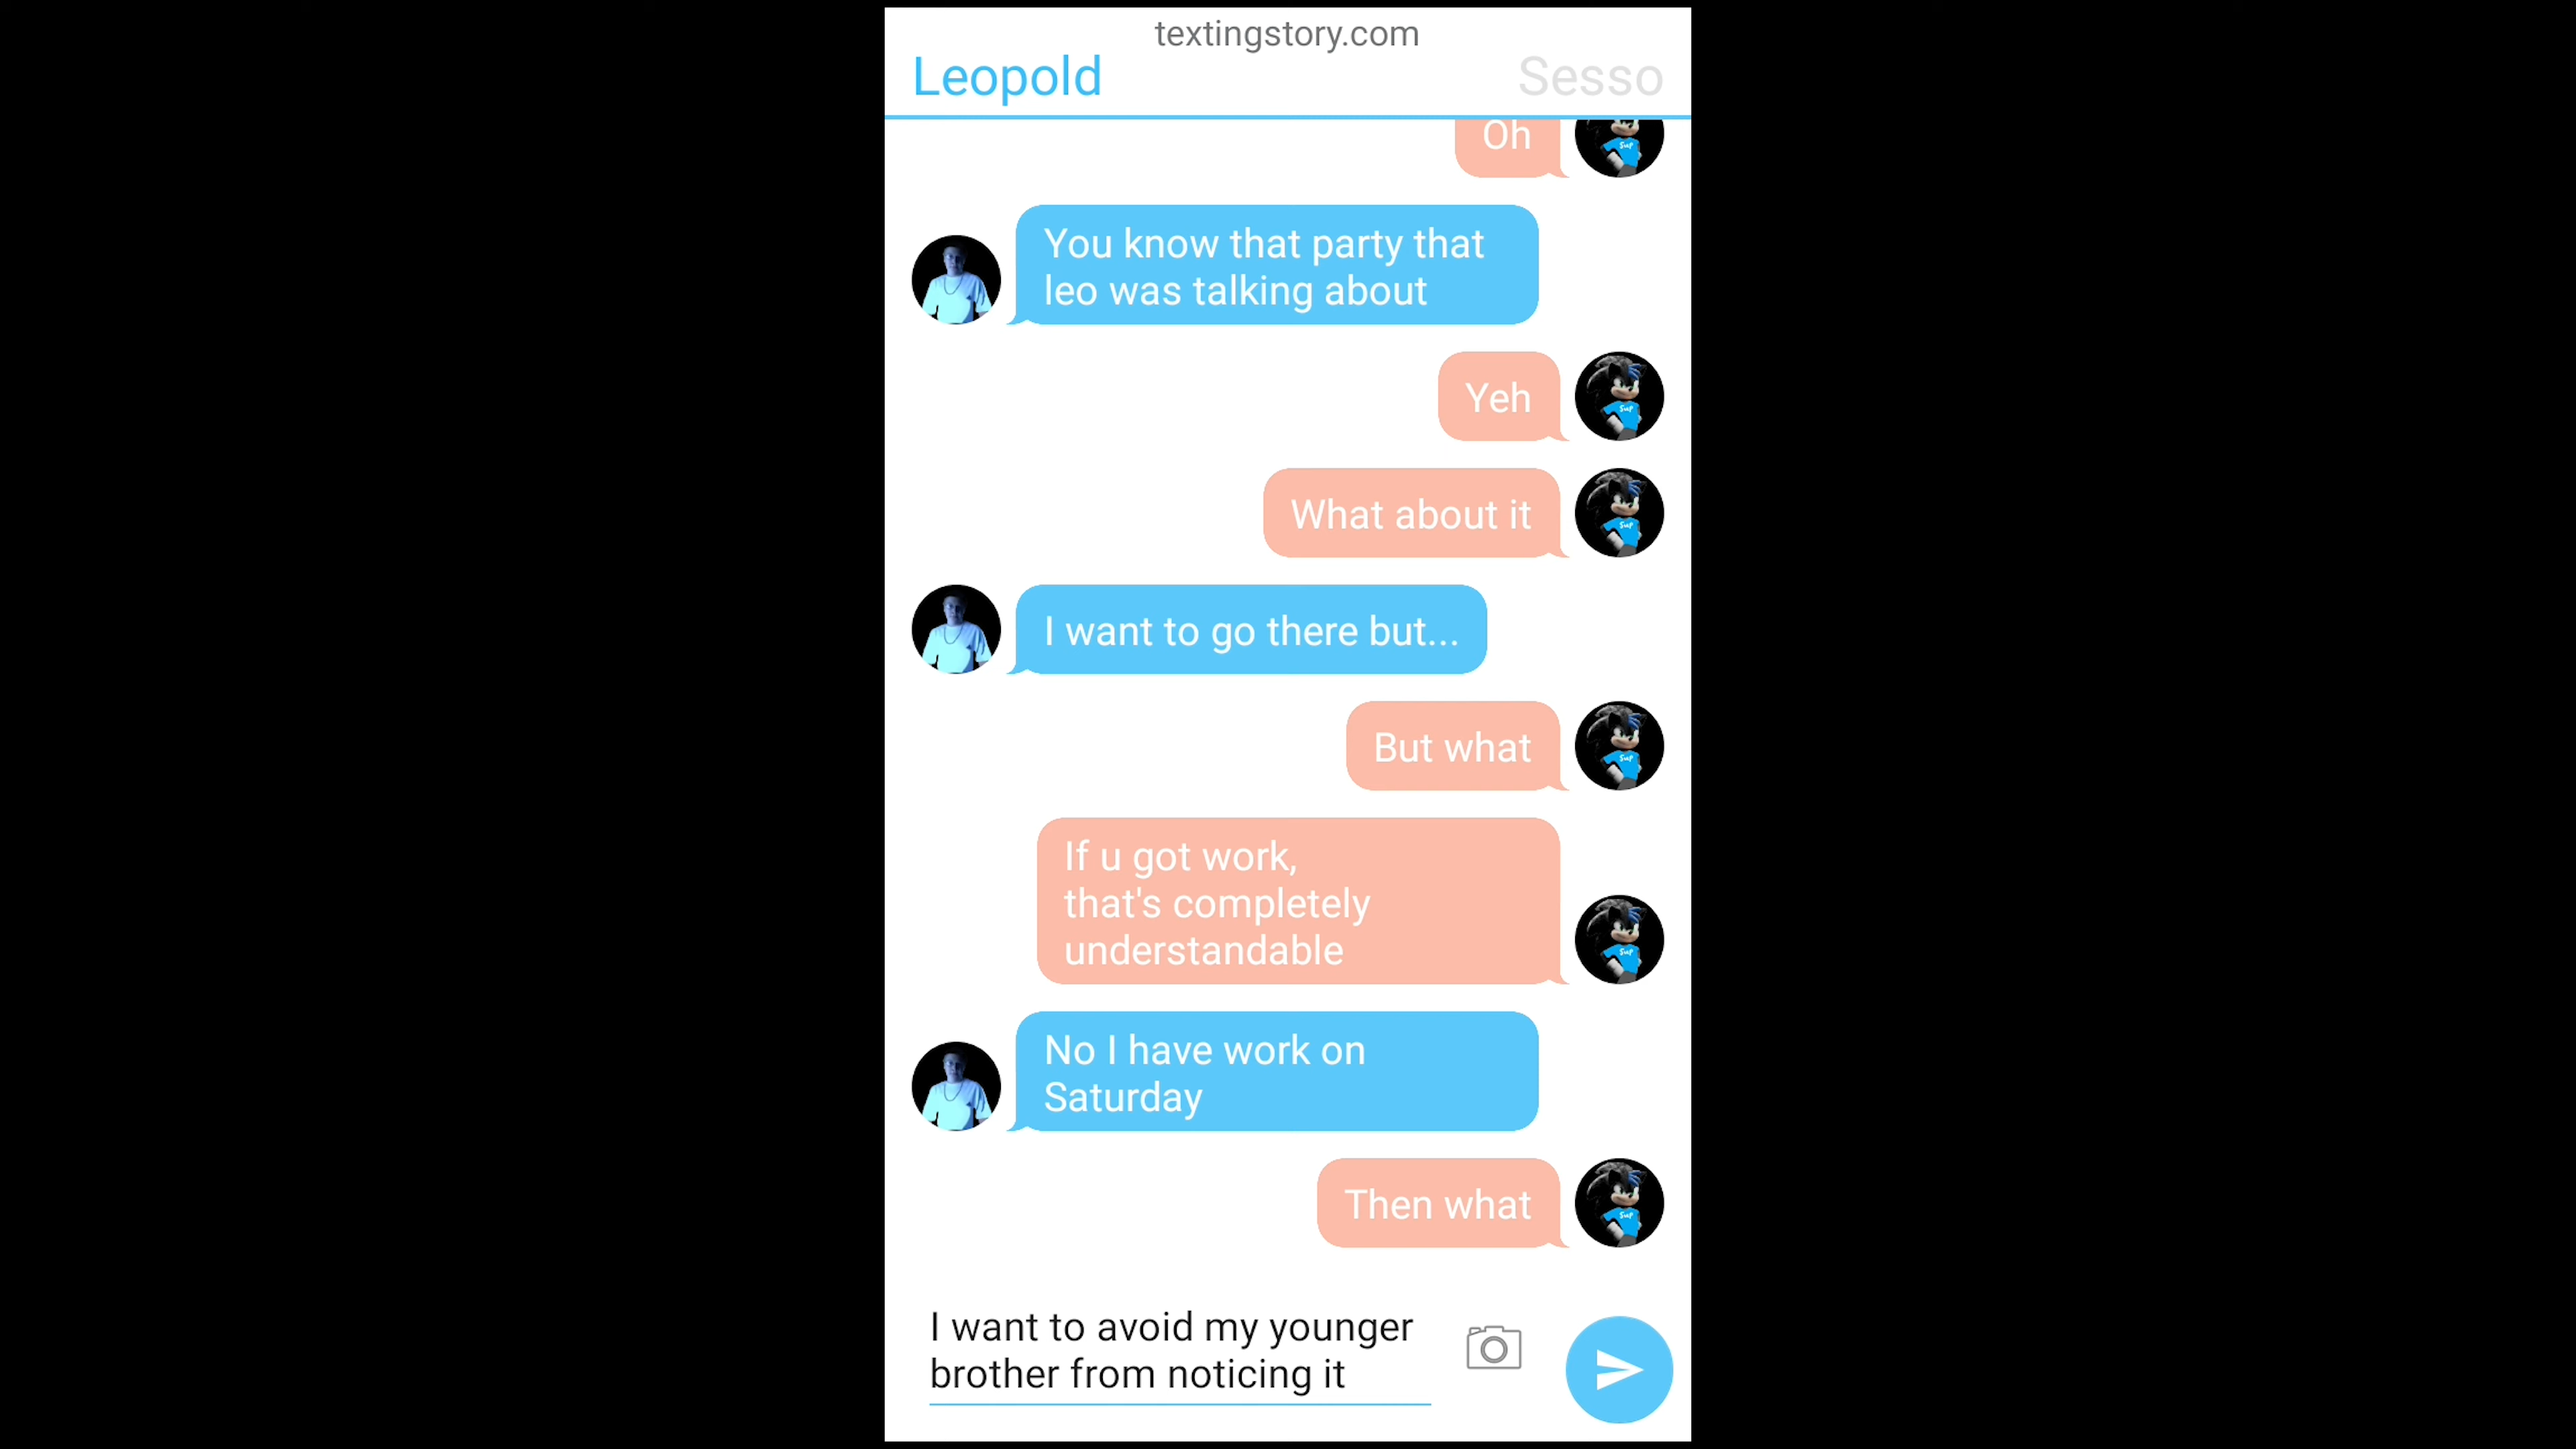 textingstory.com
Leopold
Sesso
Oh
You know that party that
leo was talking about
Yeh
What about it
I want to go there but...
But what
If u got work,
that's completely
understandable
No I have work on
Saturday
Then what
I want to avoid my younger
brother from noticing it